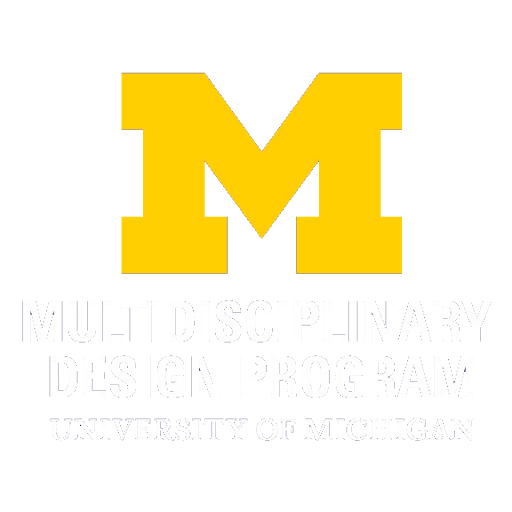 M
MULTIDISCIPLINARY
DESIGN PROGRAM
UNIVERSITY OF MICHIGAN